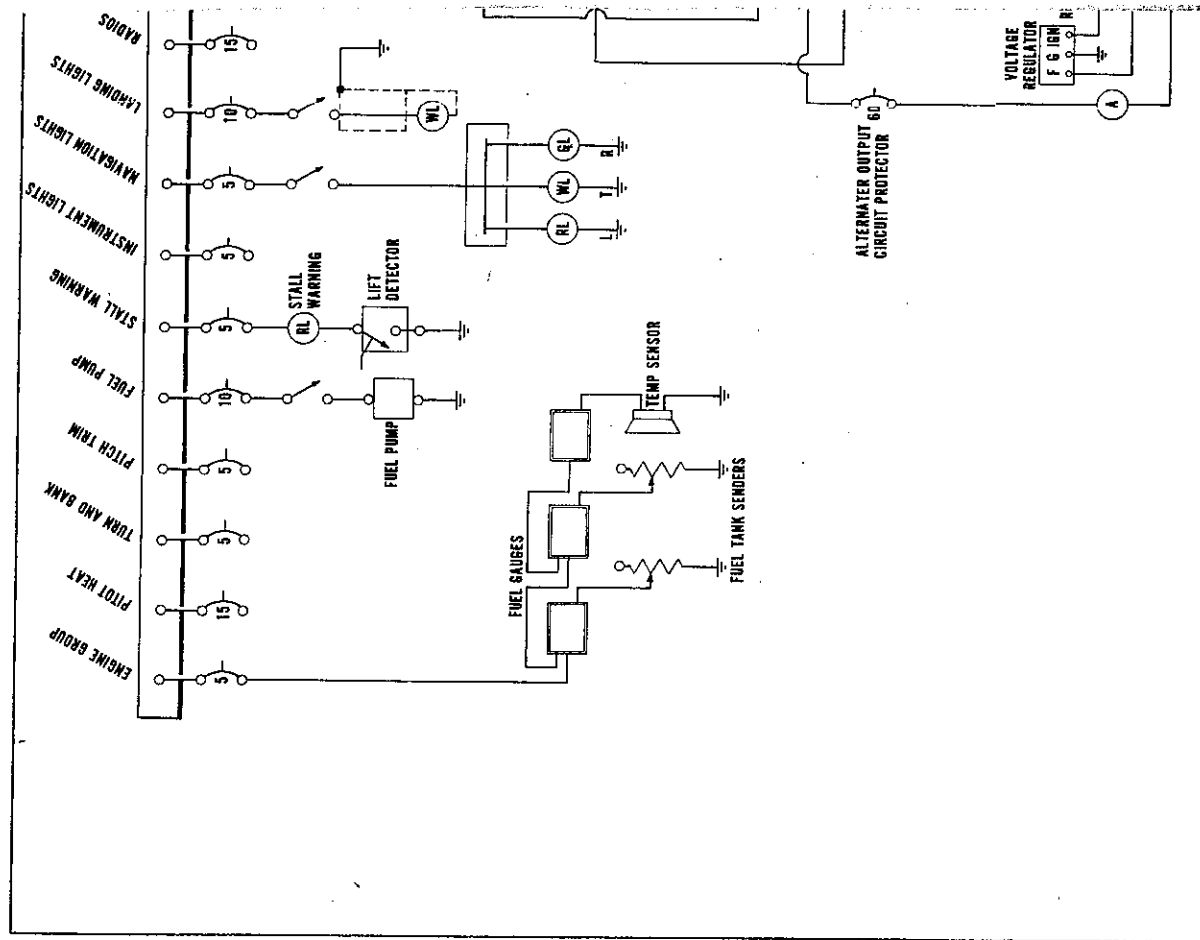 RADIOS
15
LANDING LIGHTS
10
WL
NAVIGATION LIGHTS
5
GL
R
WL
T
RL
L
INSTRUMENT LIGHTS
5
STALL WARNING
5
RL
STALL
WARNING
LIFT
DETECTOR
FUEL PUMP
10
FUEL PUMP
PITCH TRIM
5
TURN AND BANK
5
PITOT HEAT
15
ENGINE GROUP
5
FUEL GAUGES
TEMP SENSOR
FUEL TANK SENDERS
VOLTAGE
REGULATOR
F G IGN
60
A
ALTERNATER OUTPUT
CIRCUIT PROTECTOR